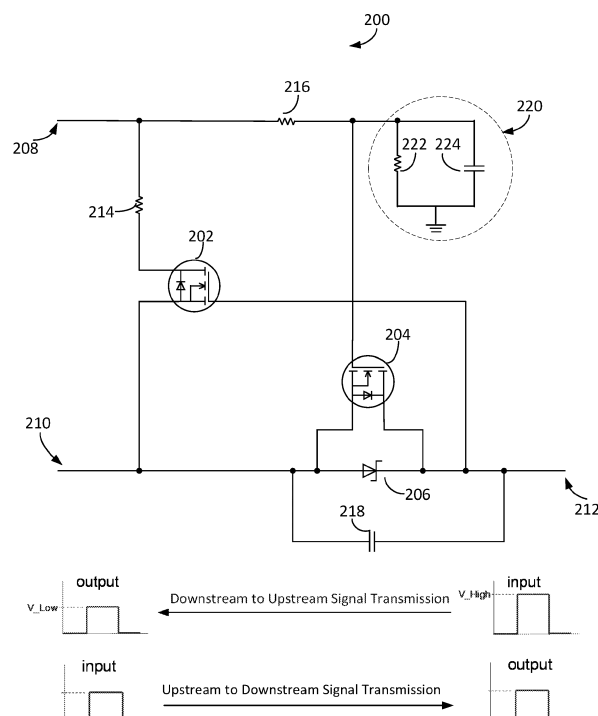 200
216
220
208
222
224
214
202
204
210
206
212
218
output
input
V_Low
Downstream to Upstream Signal Transmission
V_High
input
output
Upstream to Downstream Signal Transmission